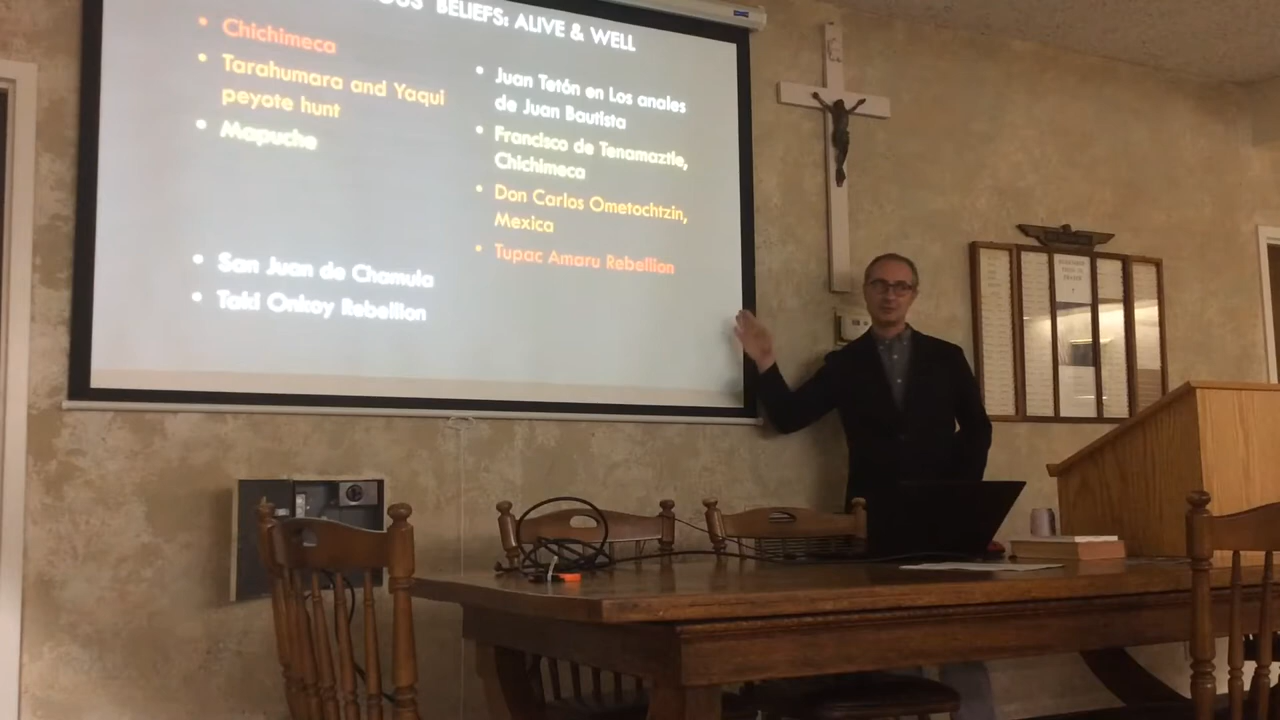 BELIEFS: ALIVE & WELL
• Chichimeca
• Tarahumara and Yaqui
peyote hunt
• Mapuche
• San Juan de Chamula
• Taki Onkoy Rebellion
• Juan Tetón en Los anales
de Juan Bautista
• Francisco de Tenamaztle,
Chichimeca
• Don Carlos Ometochtzin,
Mexico
• Tupac Amaru Rebellion